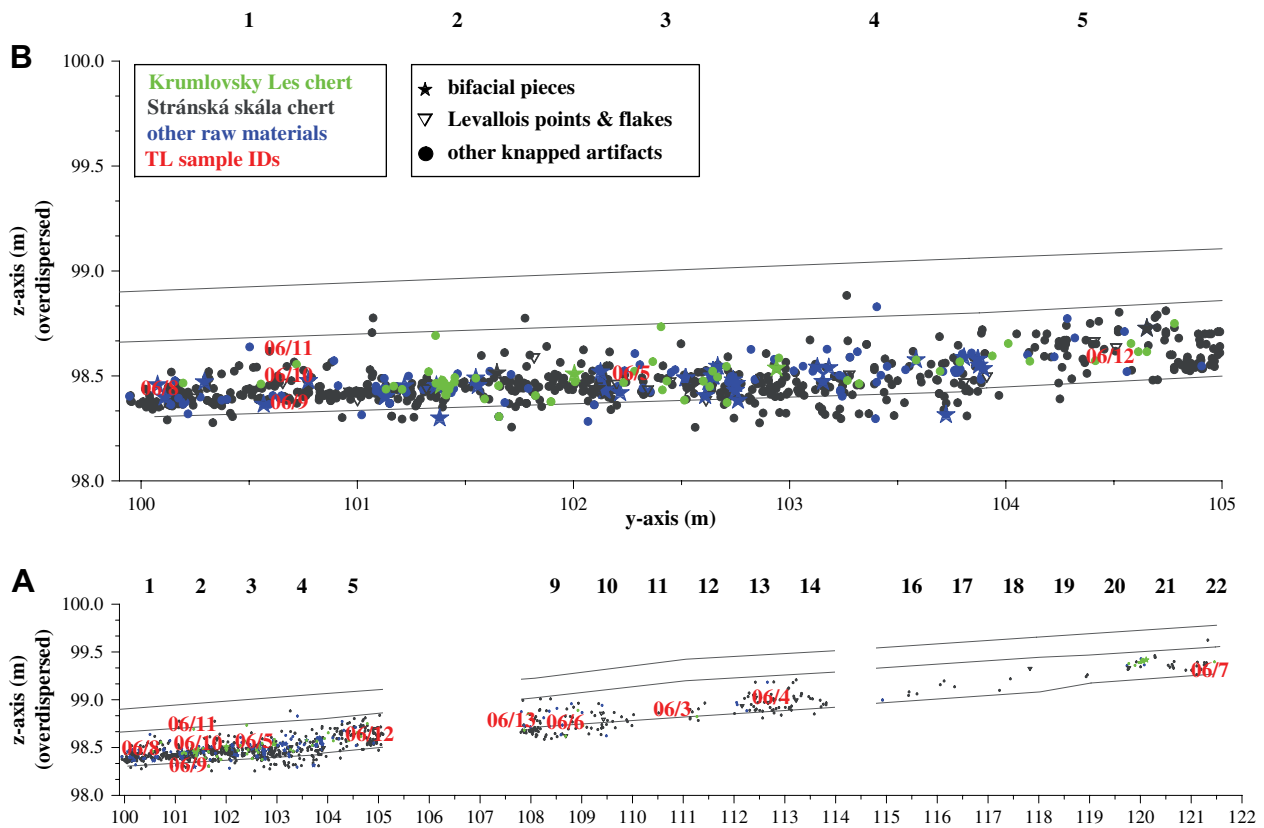 1 2 3 4 5
B
100.0
99.5
99.0
98.5
98.0
z-axis (m)
(overdispersed)
Krumlovsky Les chert
Stránská skála chert
other raw materials
TL sample IDs
bifacial pieces
Levallois points & flakes
other knapped artifacts
06/11
06/10
06/8
06/9
06/5
06/12
100 101 102 103 104 105
y-axis (m)
A
1 2 3 4 5 9 10 11 12 13 14 16 17 18 19 20 21 22
100.0
99.5
99.0
98.5
98.0
z-axis (m)
(overdispersed)
06/11
06/8
06/10
06/9
06/5
06/12
06/13
06/6
06/3
06/4
06/7
100 101 102 103 104 105 106 107 108 109 110 111 112 113 114 115 116 117 118 119 120 121 122